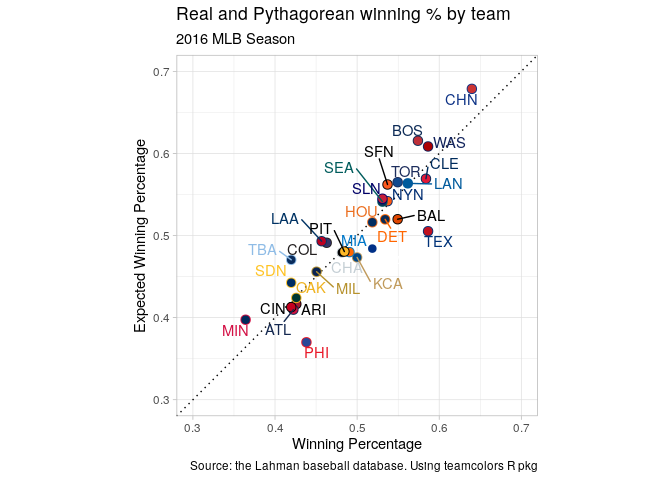 Real and Pythagorean winning % by team
2016 MLB Season
0.7
CHN
BOS
WAS
SFN
0.6
CLE
SEA
TOR
LAN
SLN
NYN
HOU
BAL
LAA
PIT
0.5
MIA
DET
TEX
TBA
COL
CHA
SDN
OAK
MIL
KCA
0.4
CIN
ARI
MIN
ATL
PHI
0.3
0.3 0.4 0.5 0.6 0.7
Expected Winning Percentage
Winning Percentage
Source: the Lahman baseball database. Using teamcolors R pkg